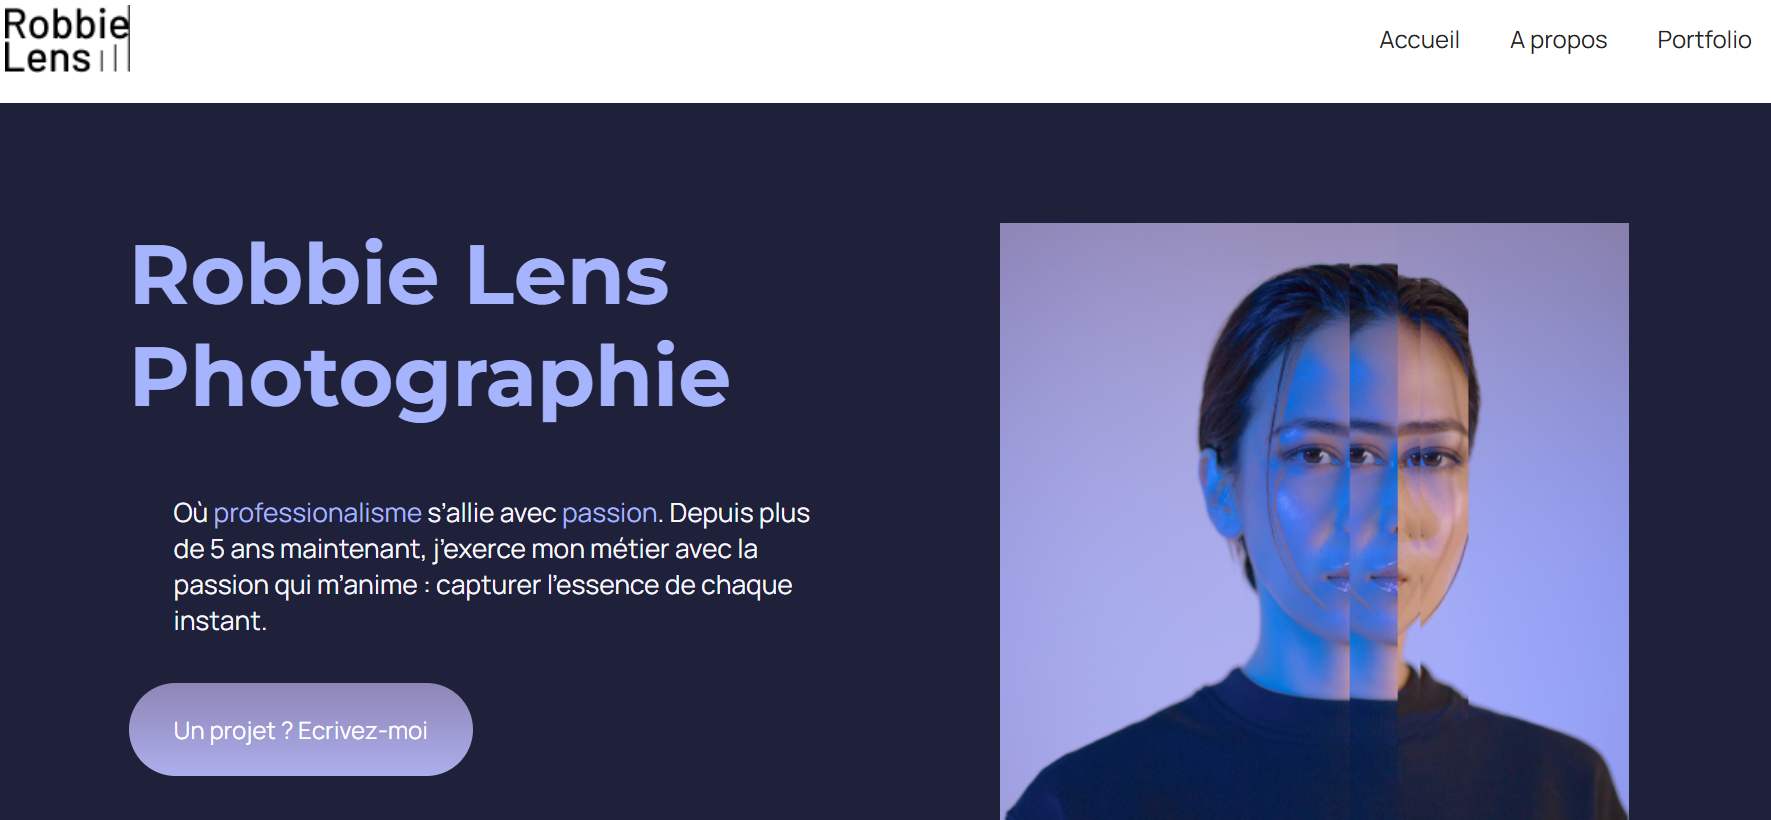 Robbie
Lens
Accueil
A propos
Portfolio
Robbie Lens
Photographie
Où professionalisme s’allie avec passion. Depuis plus
de 5 ans maintenant, j’exerce mon métier avec la
passion qui m’anime : capturer l’essence de chaque
instant.
Un projet ? Ecrivez-moi